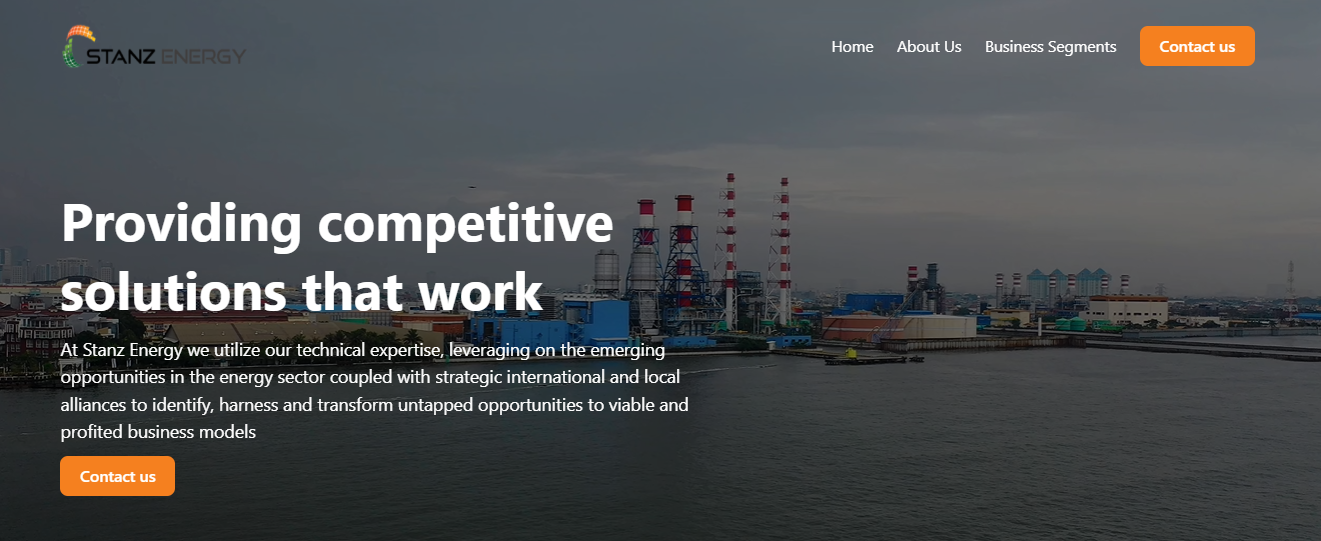 STANZ ENERGY
Home About Us Business Segments Contact us
Providing competitive
solutions that work
At Stanz Energy we utilize our technical expertise, leveraging on the emerging
opportunities in the energy sector coupled with strategic international and local
alliances to identify, harness and transform untapped opportunities to viable and
profited business models
Contact us